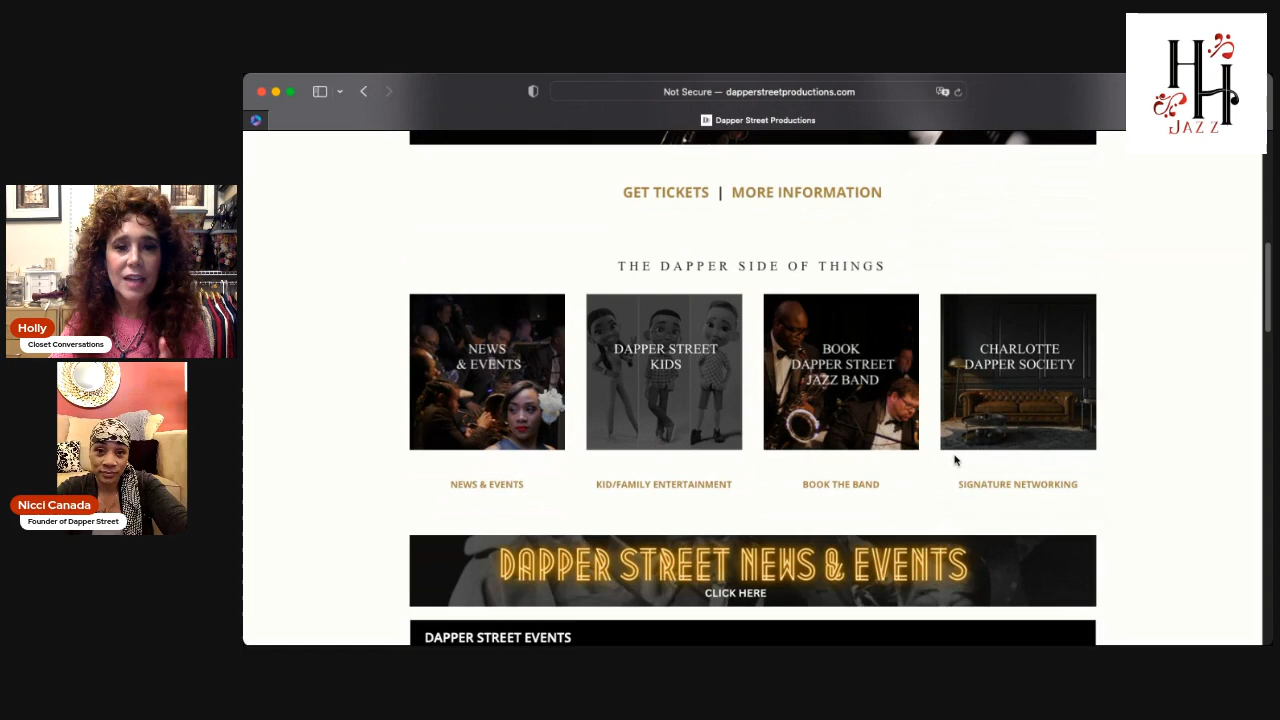 HH
JAZZ
Not Secure — dapperstreetproductions.com
Dapper Street Productions
GET TICKETS | MORE INFORMATION
THE DAPPER SIDE OF THINGS
NEWS
& EVENTS
DAPPER STREET
KIDS
BOOK
DAPPER STREET
JAZZ BAND
CHARLOTTE
DAPPER SOCIETY
NEWS & EVENTS
KID/FAMILY ENTERTAINMENT
BOOK THE BAND
SIGNATURE NETWORKING
DAPPER STREET NEWS & EVENTS
CLICK HERE
DAPPER STREET EVENTS
Holly
Closet Conversations
Nicci Canada
Founder of Dapper Street